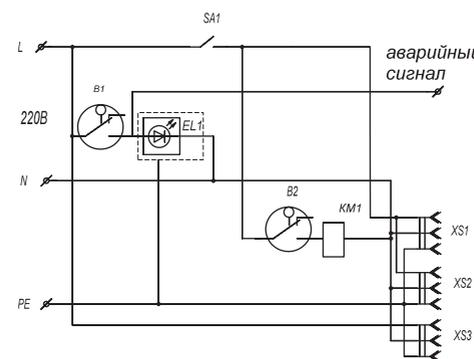 SA1
L
аварийный
сигнал
B1
220В
EL1
N
B2
KM1
XS1
XS2
PE
XS3